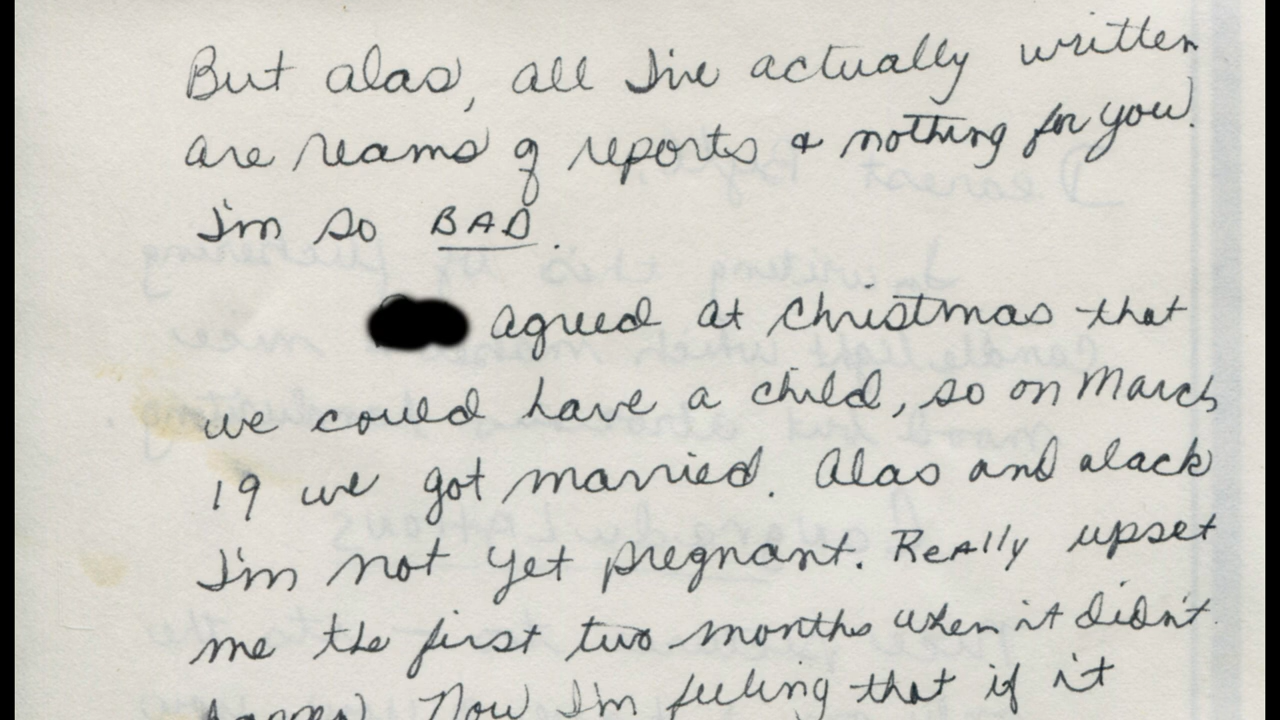 But alas, all I've actually written
are reams of reports & nothing for you.
I'm so BAD.
agreed at Christmas that
we could have a child, so on March
19 we got married. Alas and alack
I'm not yet pregnant. Really upset
me the first two months when it didn't
happen. Now I'm feeling that if it